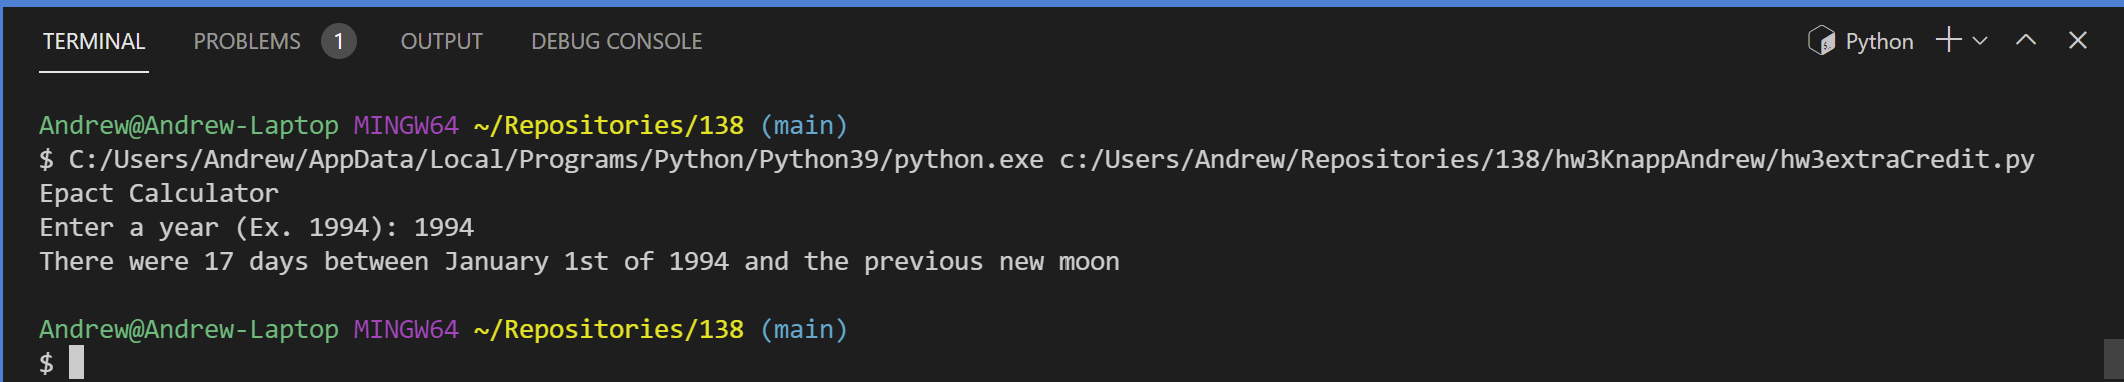 TERMINAL PROBLEMS 1 OUTPUT DEBUG CONSOLE Python
Andrew@Andrew-Laptop MINGW64 ~/Repositories/138 (main)
$ C:/Users/Andrew/AppData/Local/Programs/Python/Python39/python.exe c:/Users/Andrew/Repositories/138/hw3KnappAndrew/hw3extraCredit.py
Epact Calculator
Enter a year (Ex. 1994): 1994
There were 17 days between January 1st of 1994 and the previous new moon
Andrew@Andrew-Laptop MINGW64 ~/Repositories/138 (main)
$